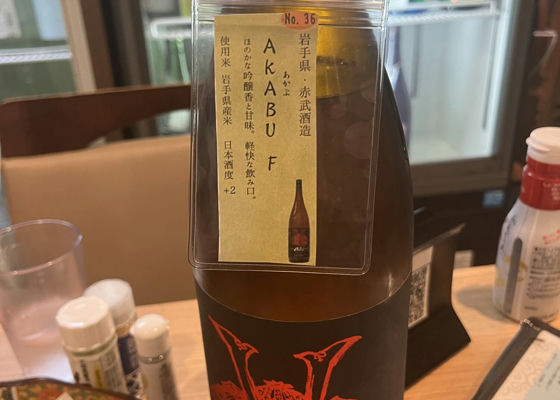 No. 36
岩手県・赤武酒造
あかぶ
AKABU F
ほのかな吟醸香と甘味。軽快な飲み口。
使用米 岩手県産米 日本酒度 +2